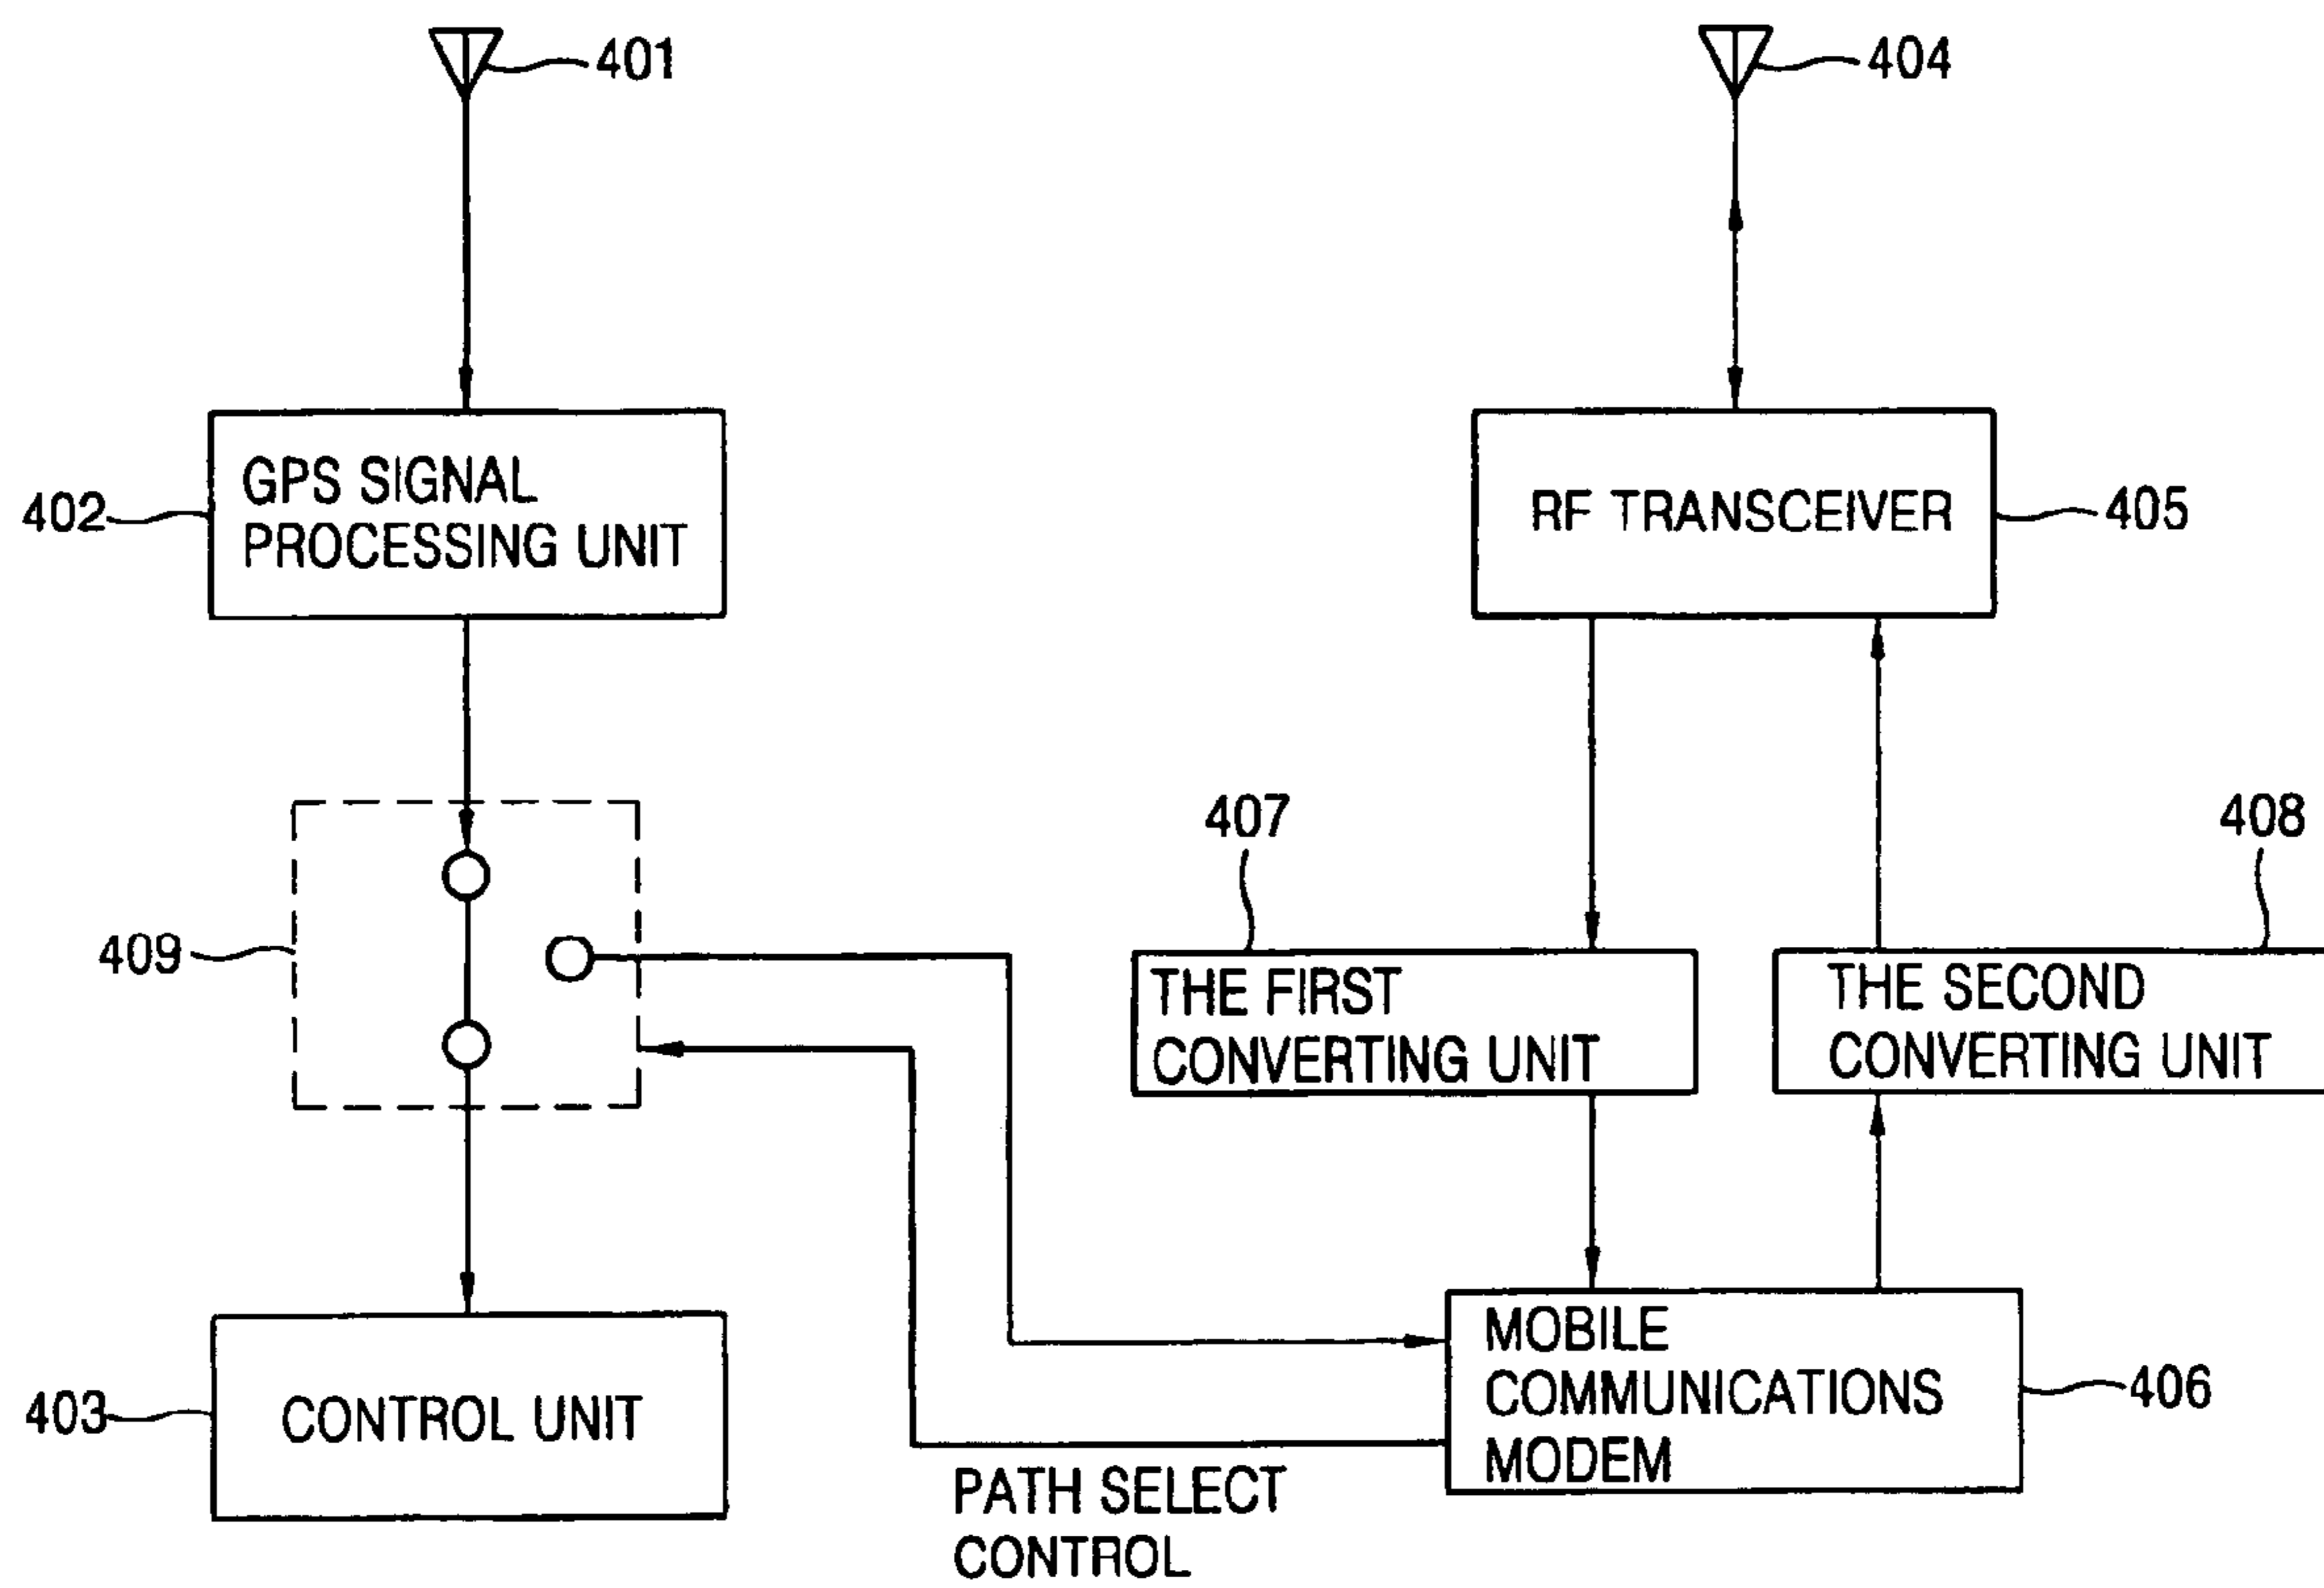 401
404
GPS SIGNAL
PROCESSING UNIT
402
RF TRANSCEIVER
405
407
408
409
THE FIRST
CONVERTING UNIT
THE SECOND
CONVERTING UNIT
403
CONTROL UNIT
MOBILE
COMMUNICATIONS
MODEM
406
PATH SELECT
CONTROL